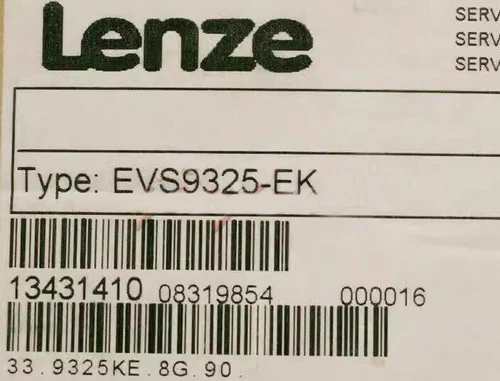 Lenze
SERV
SERV
SERV
Type: EVS9325-EK
13431410 08319854 000016
33.9325KE.8G.90.